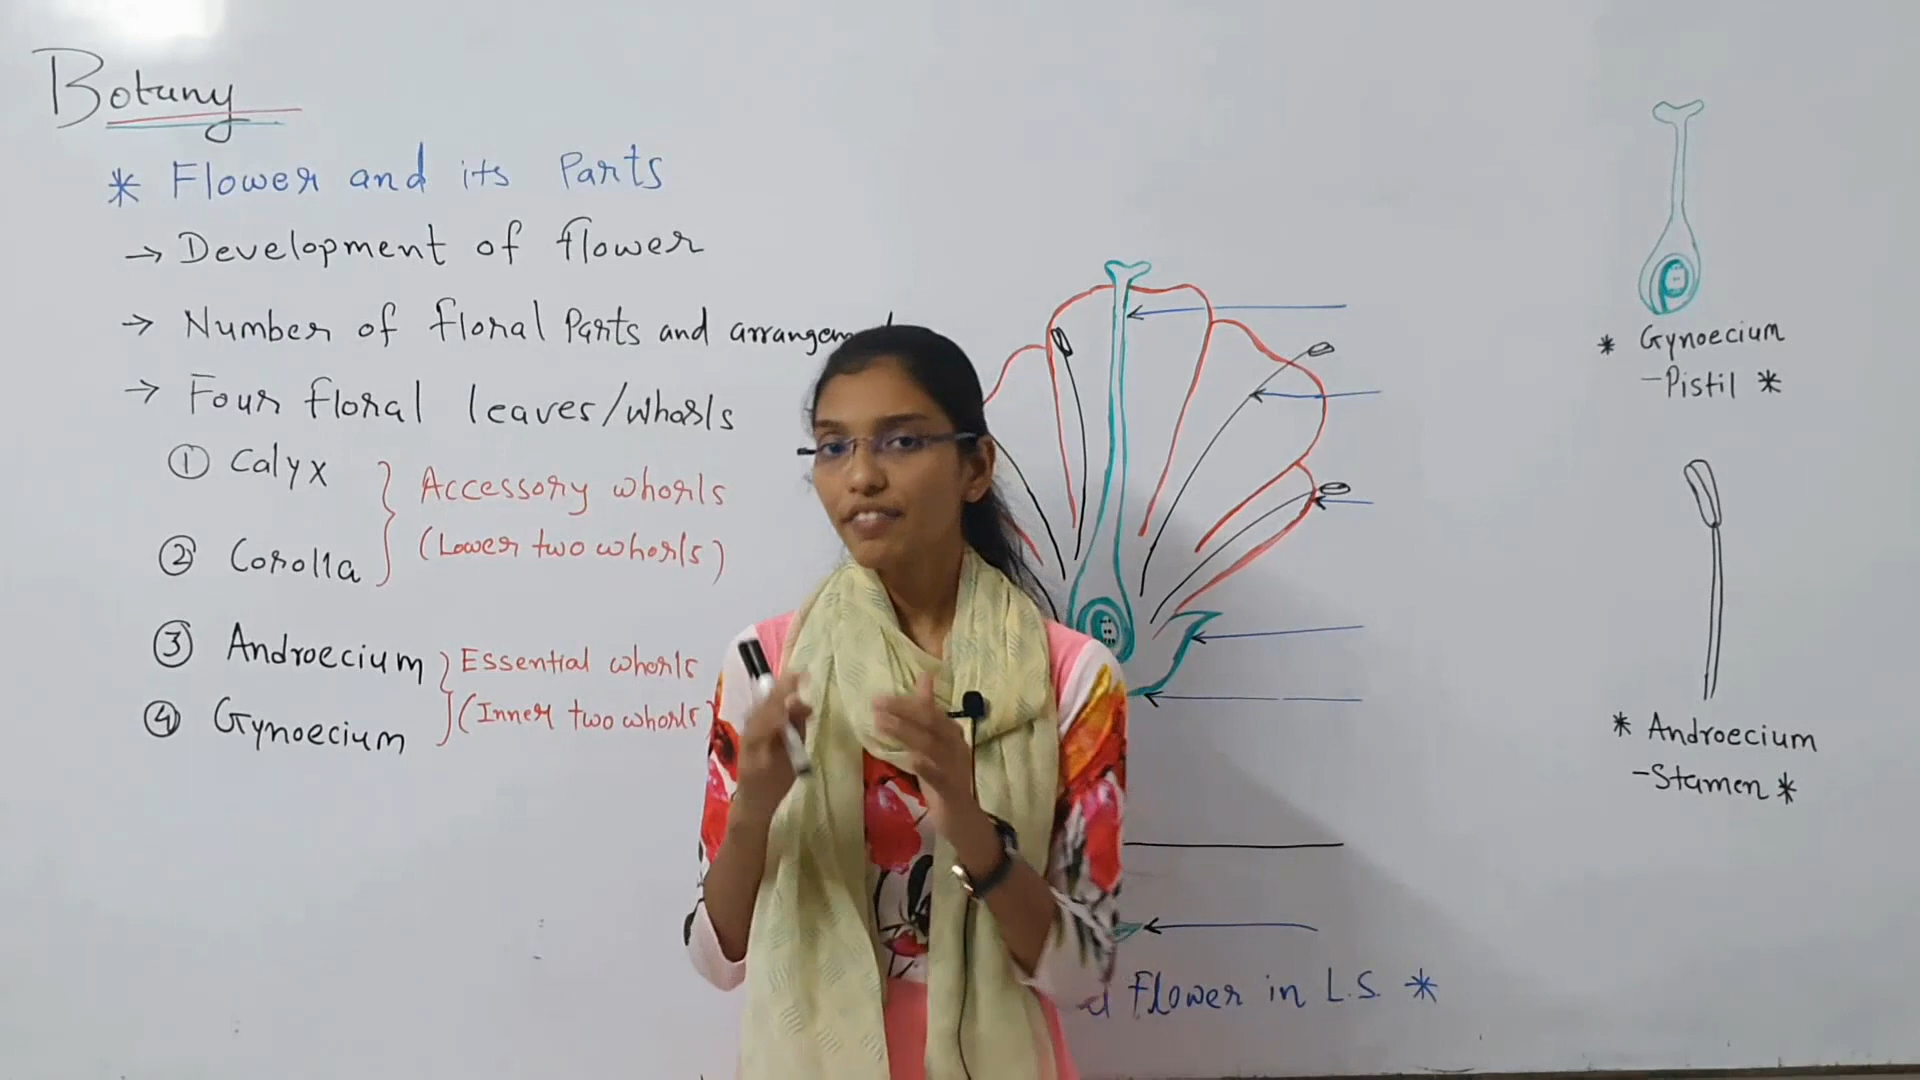 Botany
* Flower and its Parts
→ Development of flower
→ Number of floral Parts and
→ Four floral leaves/whorls
① Calyx
Accessory whorls
(Lower two whorls)
② Corolla
③ Androecium
Essential whorls
④ Gynoecium
(Inner two whorls
Flower in L.S. *
* Gynoecium
-Pistil *
* Androecium
-Stamen *